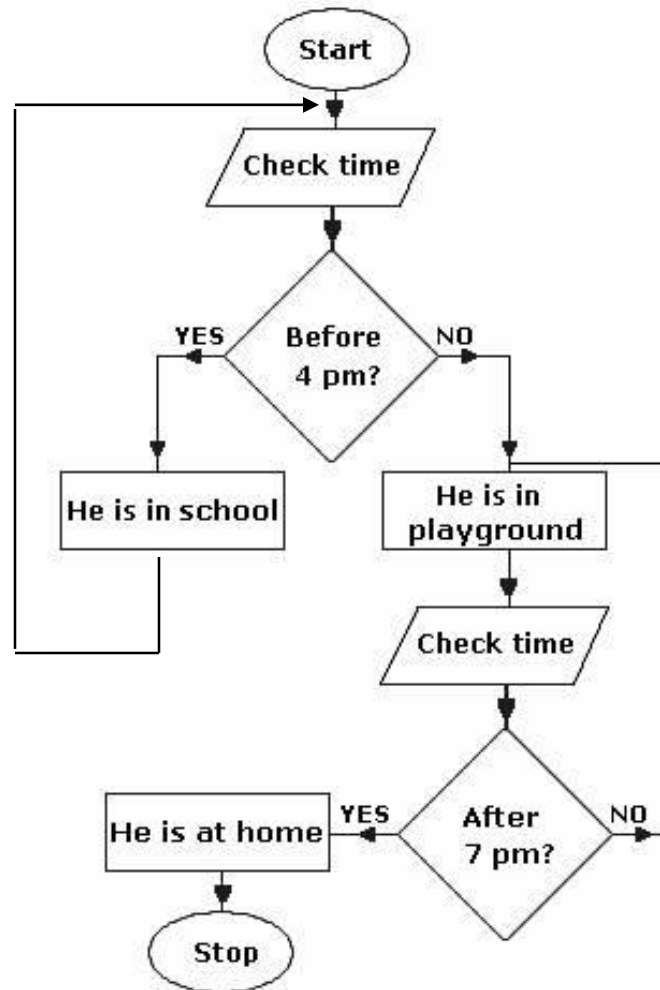 Start
Check time
YES
Before
4 pm?
NO
He is in school
He is in
playground
Check time
He is at home
YES
After
7 pm?
NO
Stop